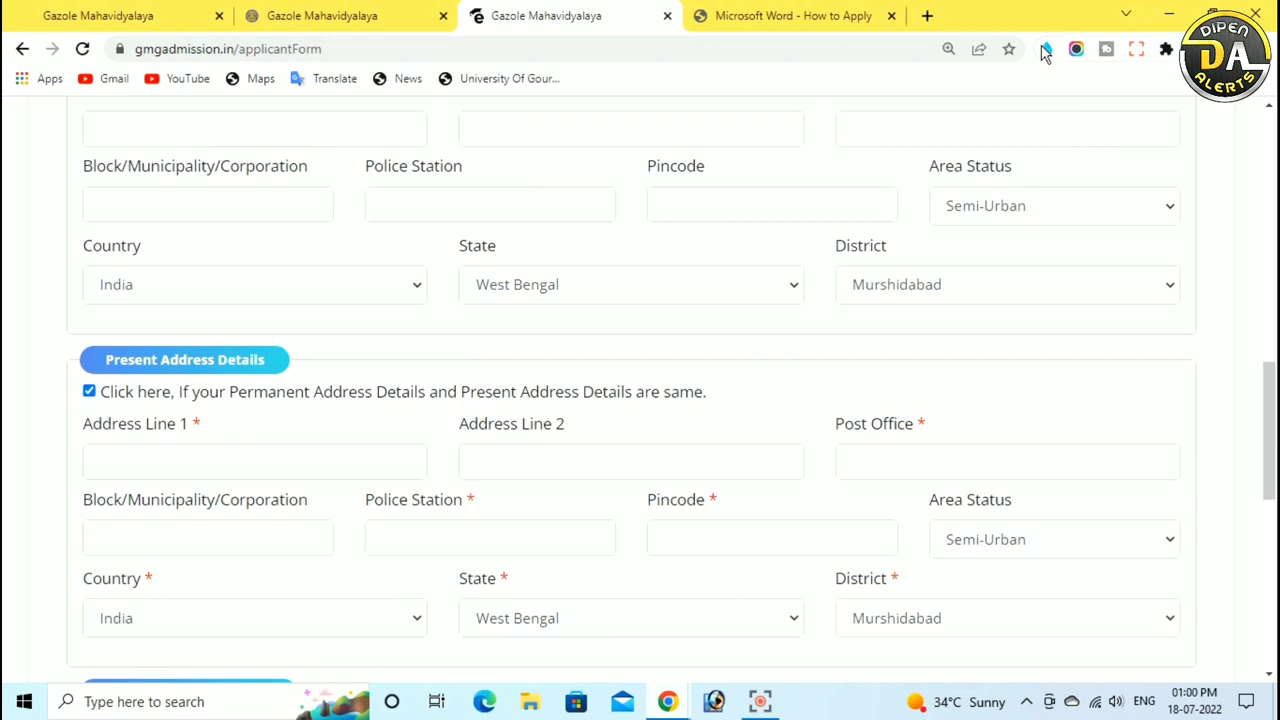 Gazole Mahavidyalaya
Gazole Mahavidyalaya
Gazole Mahavidyalaya
Microsoft Word - How to Apply
gmgadmission.in/applicantForm
DIPEN
DA
ALERTS
Apps Gmail YouTube Maps Translate News University Of Gour...
Block/Municipality/Corporation Police Station Pincode Area Status
Semi-Urban
Country State District
India West Bengal Murshidabad
Present Address Details
Click here, If your Permanent Address Details and Present Address Details are same.
Address Line 1 * Address Line 2 Post Office *
Block/Municipality/Corporation Police Station * Pincode * Area Status
Semi-Urban
Country * State * District *
India West Bengal Murshidabad
Type here to search 34°C Sunny ENG 01:00 PM
18-07-2022